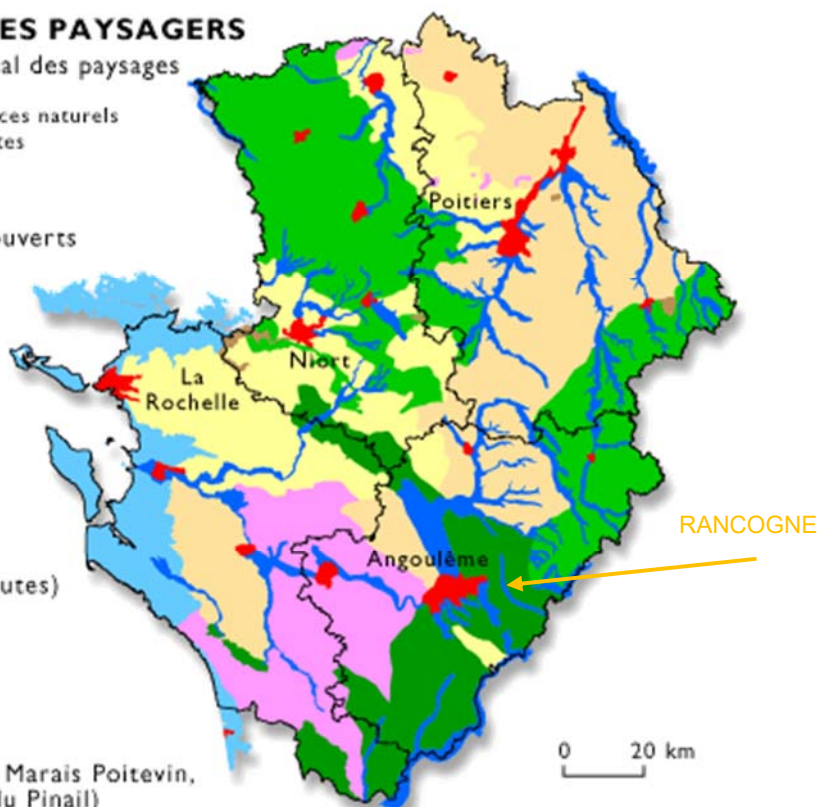 ES PAYSAGERS
al des paysages
ces naturels
tes
Poitiers
ouverts
Niort
La
Rochelle
RANCOGNE
Angoulême
utes)
0 20 km
Marais Poitevin,
du Pinail)